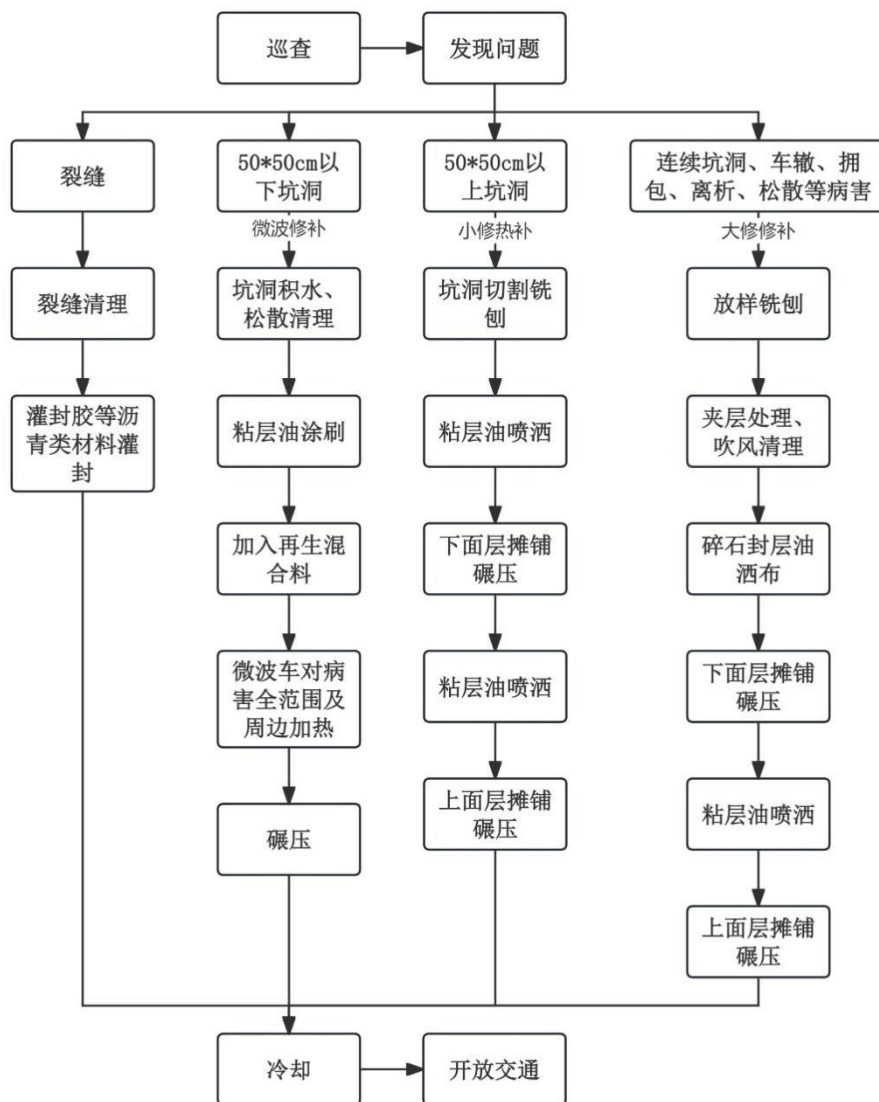 巡查
发现问题
裂缝
50*50cm以
下坑洞
50*50cm以
上坑洞
连续坑洞、车辙、拥
包、离析、松散等病害
微波修补
小修热补
大修修补
裂缝清理
坑洞积水、
松散清理
坑洞切割铣
刨
放样铣刨
灌封胶等沥
青类材料灌
封
粘层油涂刷
粘层油喷洒
夹层处理、
吹风清理
加入再生混
合料
下面层摊铺
碾压
碎石封层油
洒布
微波车对病
害全范围及
周边加热
粘层油喷洒
下面层摊铺
碾压
碾压
上面层摊铺
碾压
粘层油喷洒
上面层摊铺
碾压
冷却
开放交通